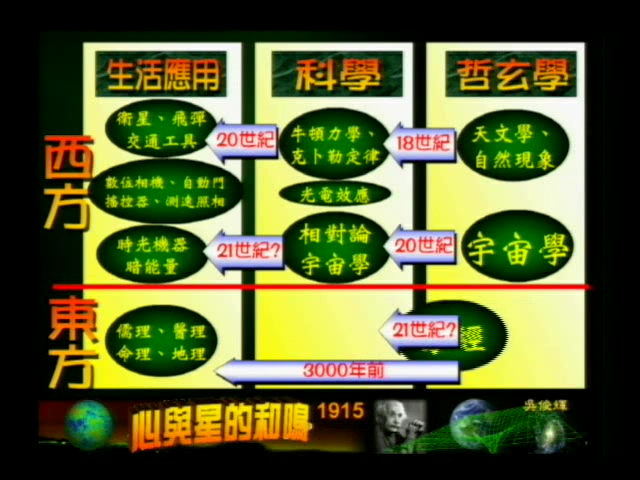 生活應用
科學
哲玄學
西方
衛星、飛彈
交通工具
20世紀
牛頓力學、
克卜勒定律
18世紀
天文學、
自然現象
數位相機、自動門
搖控器、測速照相
光電效應
時光機器
暗能量
21世紀?
相對論
宇宙學
20世紀
宇宙學
東方
儒理、醫理
命理、地理
21世紀?
經
3000年前
心與星的和鳴
1915
吳俊輝